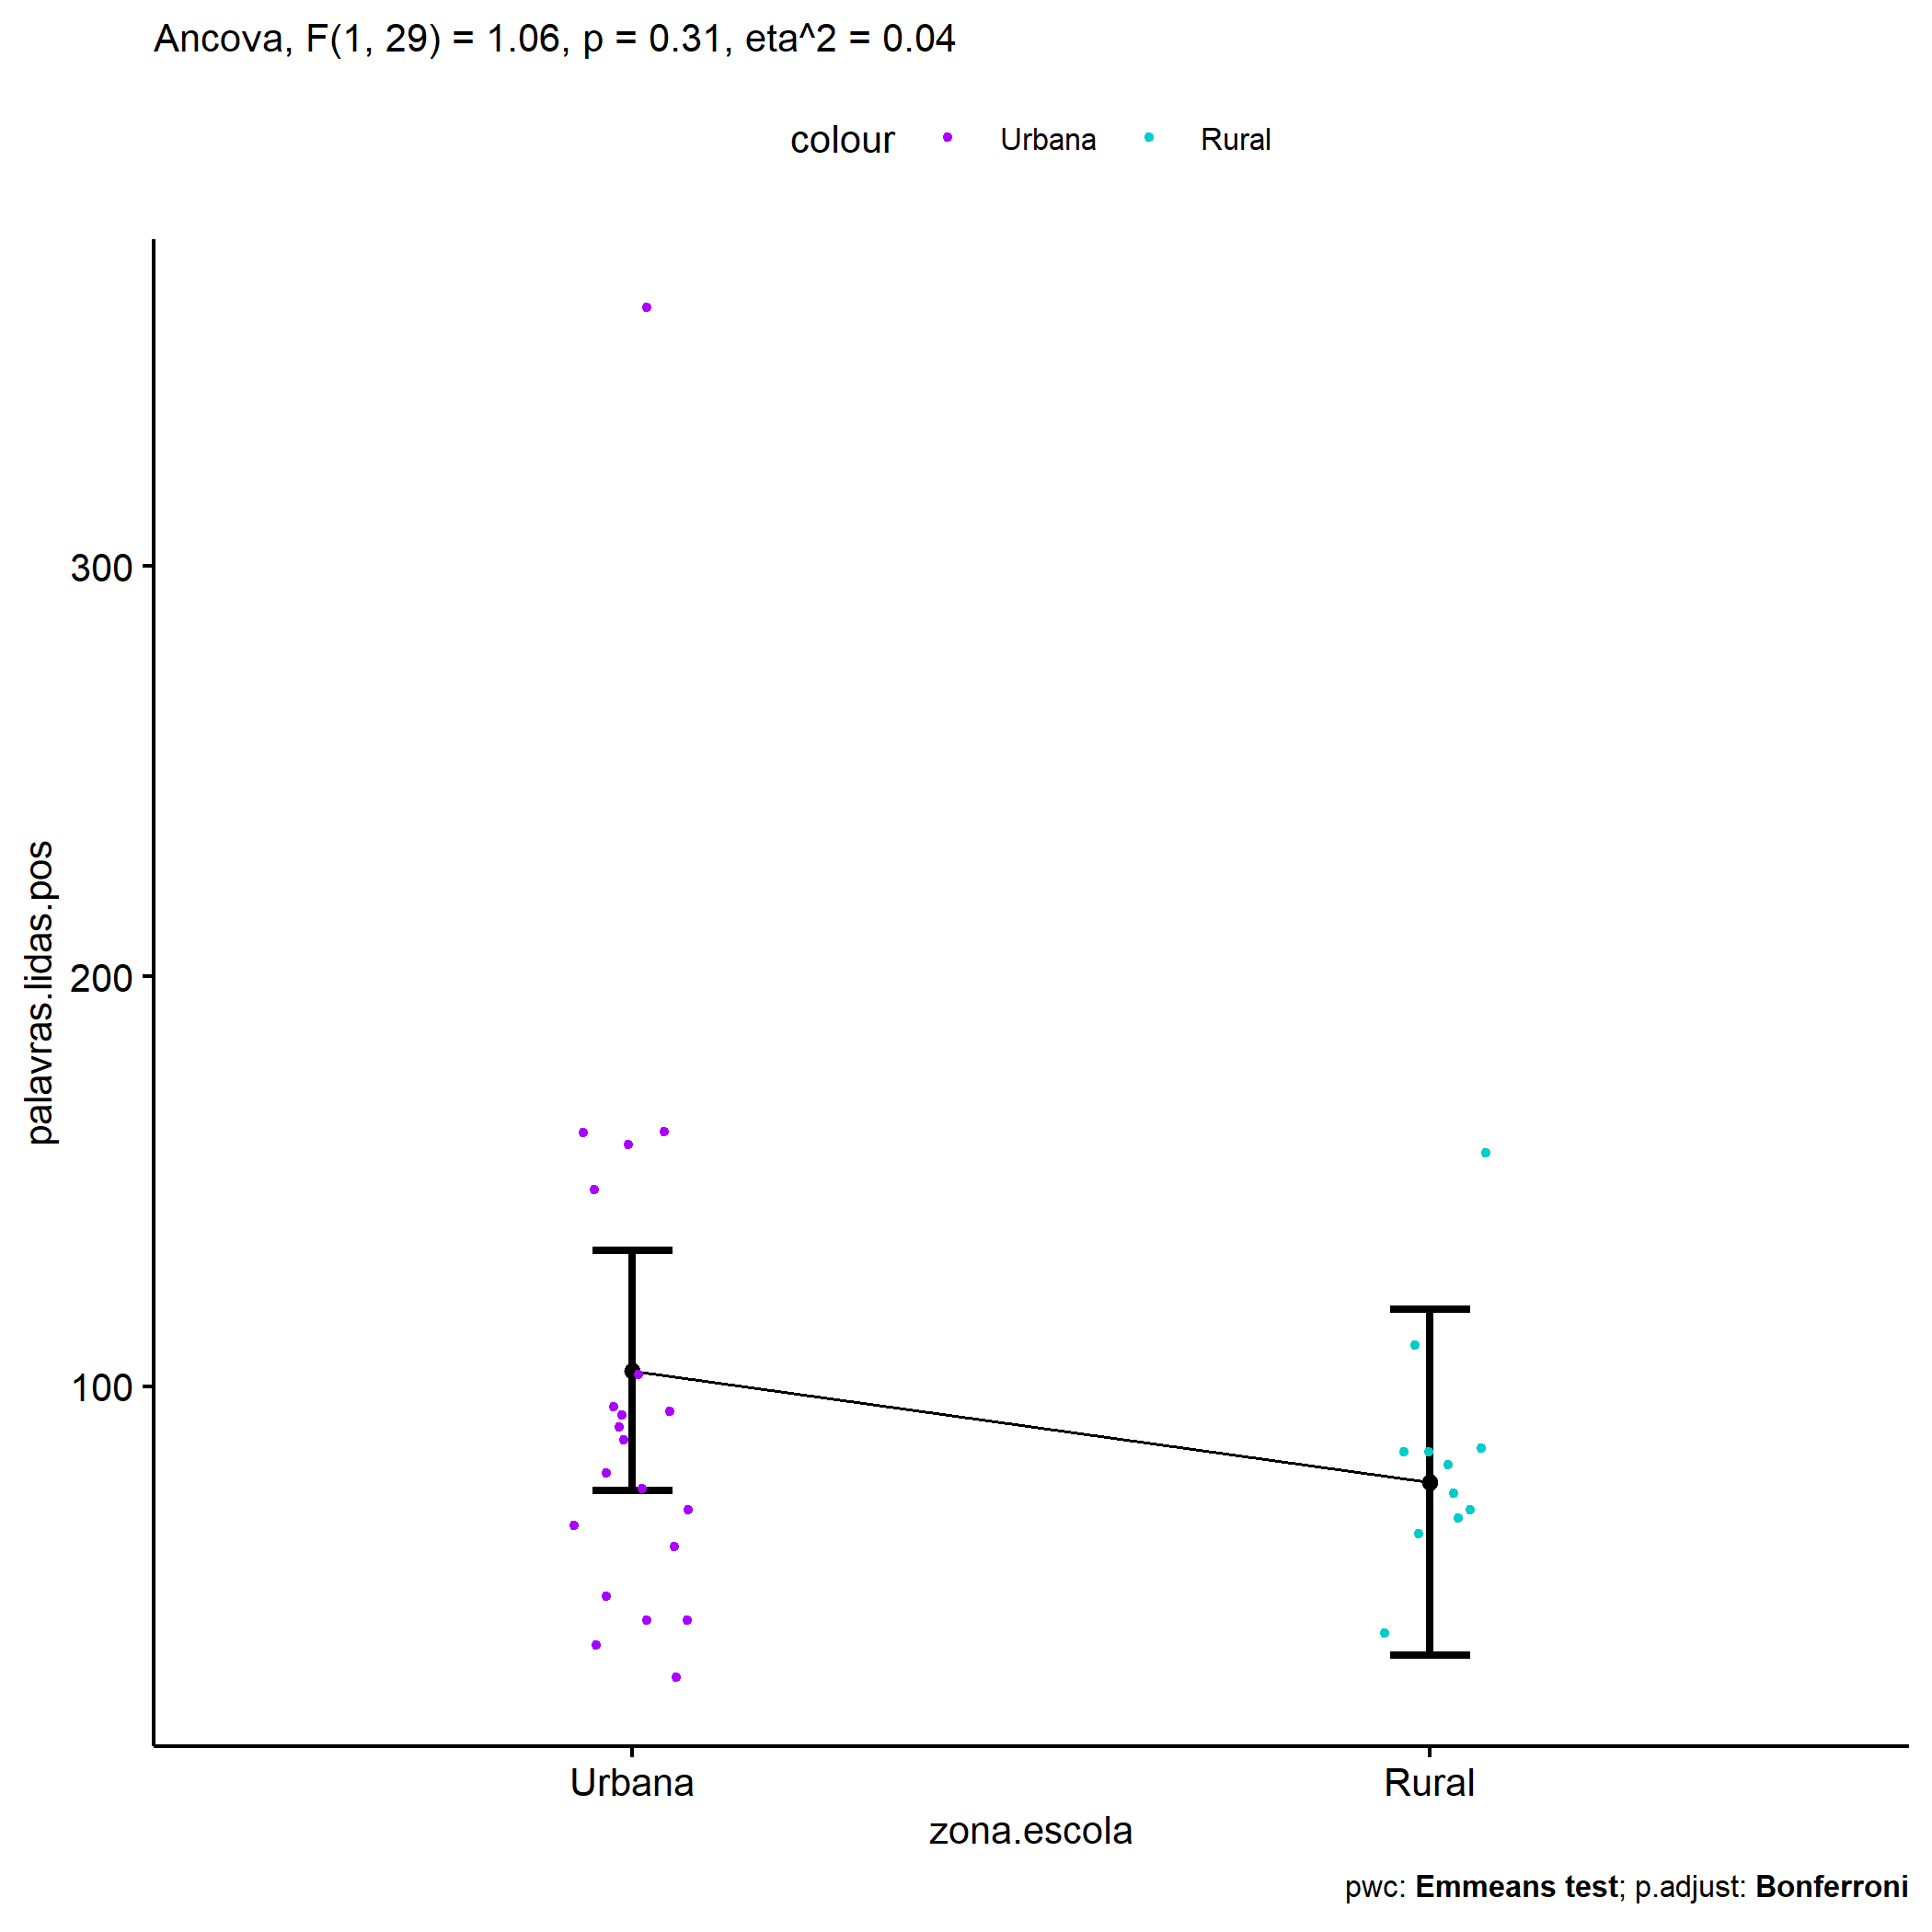 Ancova, F(1, 29) = 1.06, p = 0.31, eta^2 = 0.04
colour Urbana Rural
300
200
100
palavras.lidas.pos
Urbana Rural
zona.escola
pwc: Emmeans test; p.adjust: Bonferroni